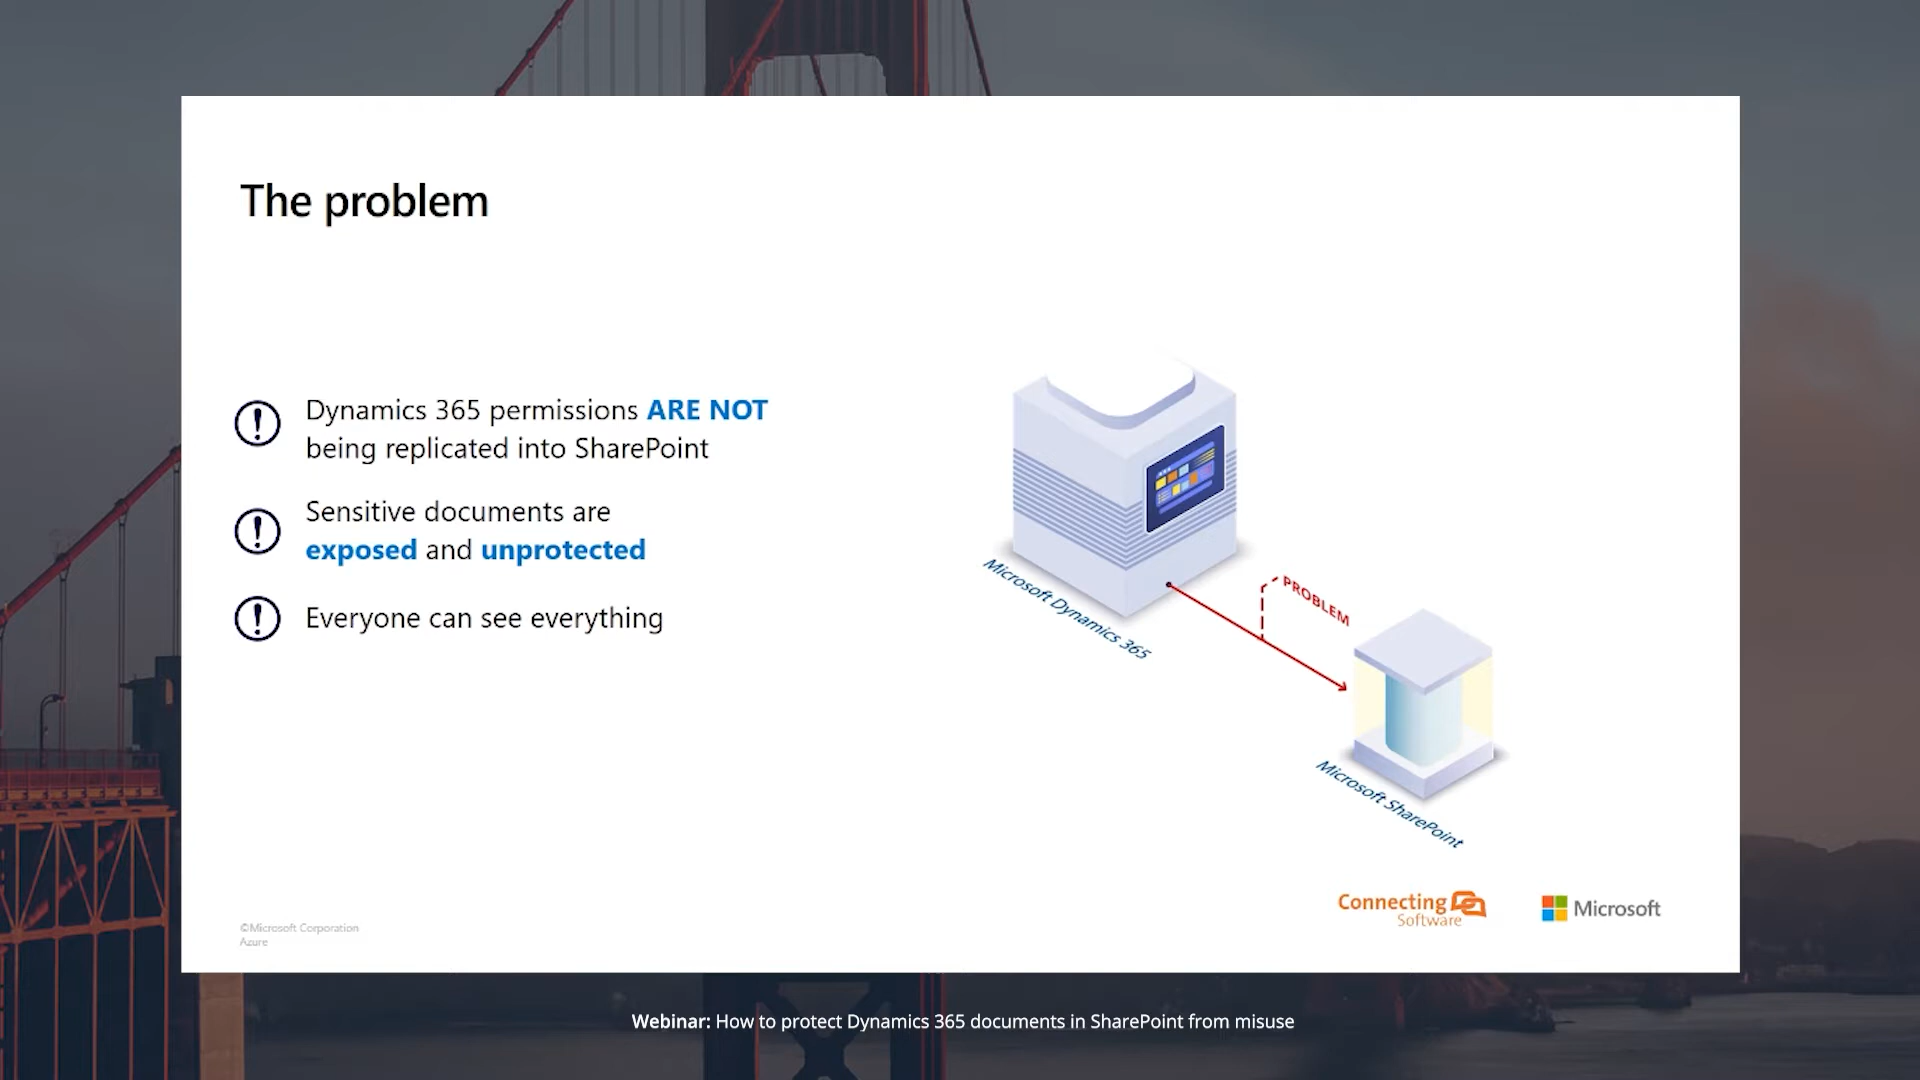 The problem
Dynamics 365 permissions ARE NOT
being replicated into SharePoint
Sensitive documents are
exposed and unprotected
Everyone can see everything
Microsoft Dynamics 365
PROBLEM
Microsoft SharePoint
Connecting
Software
Microsoft
©Microsoft Corporation
Azure
Webinar: How to protect Dynamics 365 documents in SharePoint from misuse